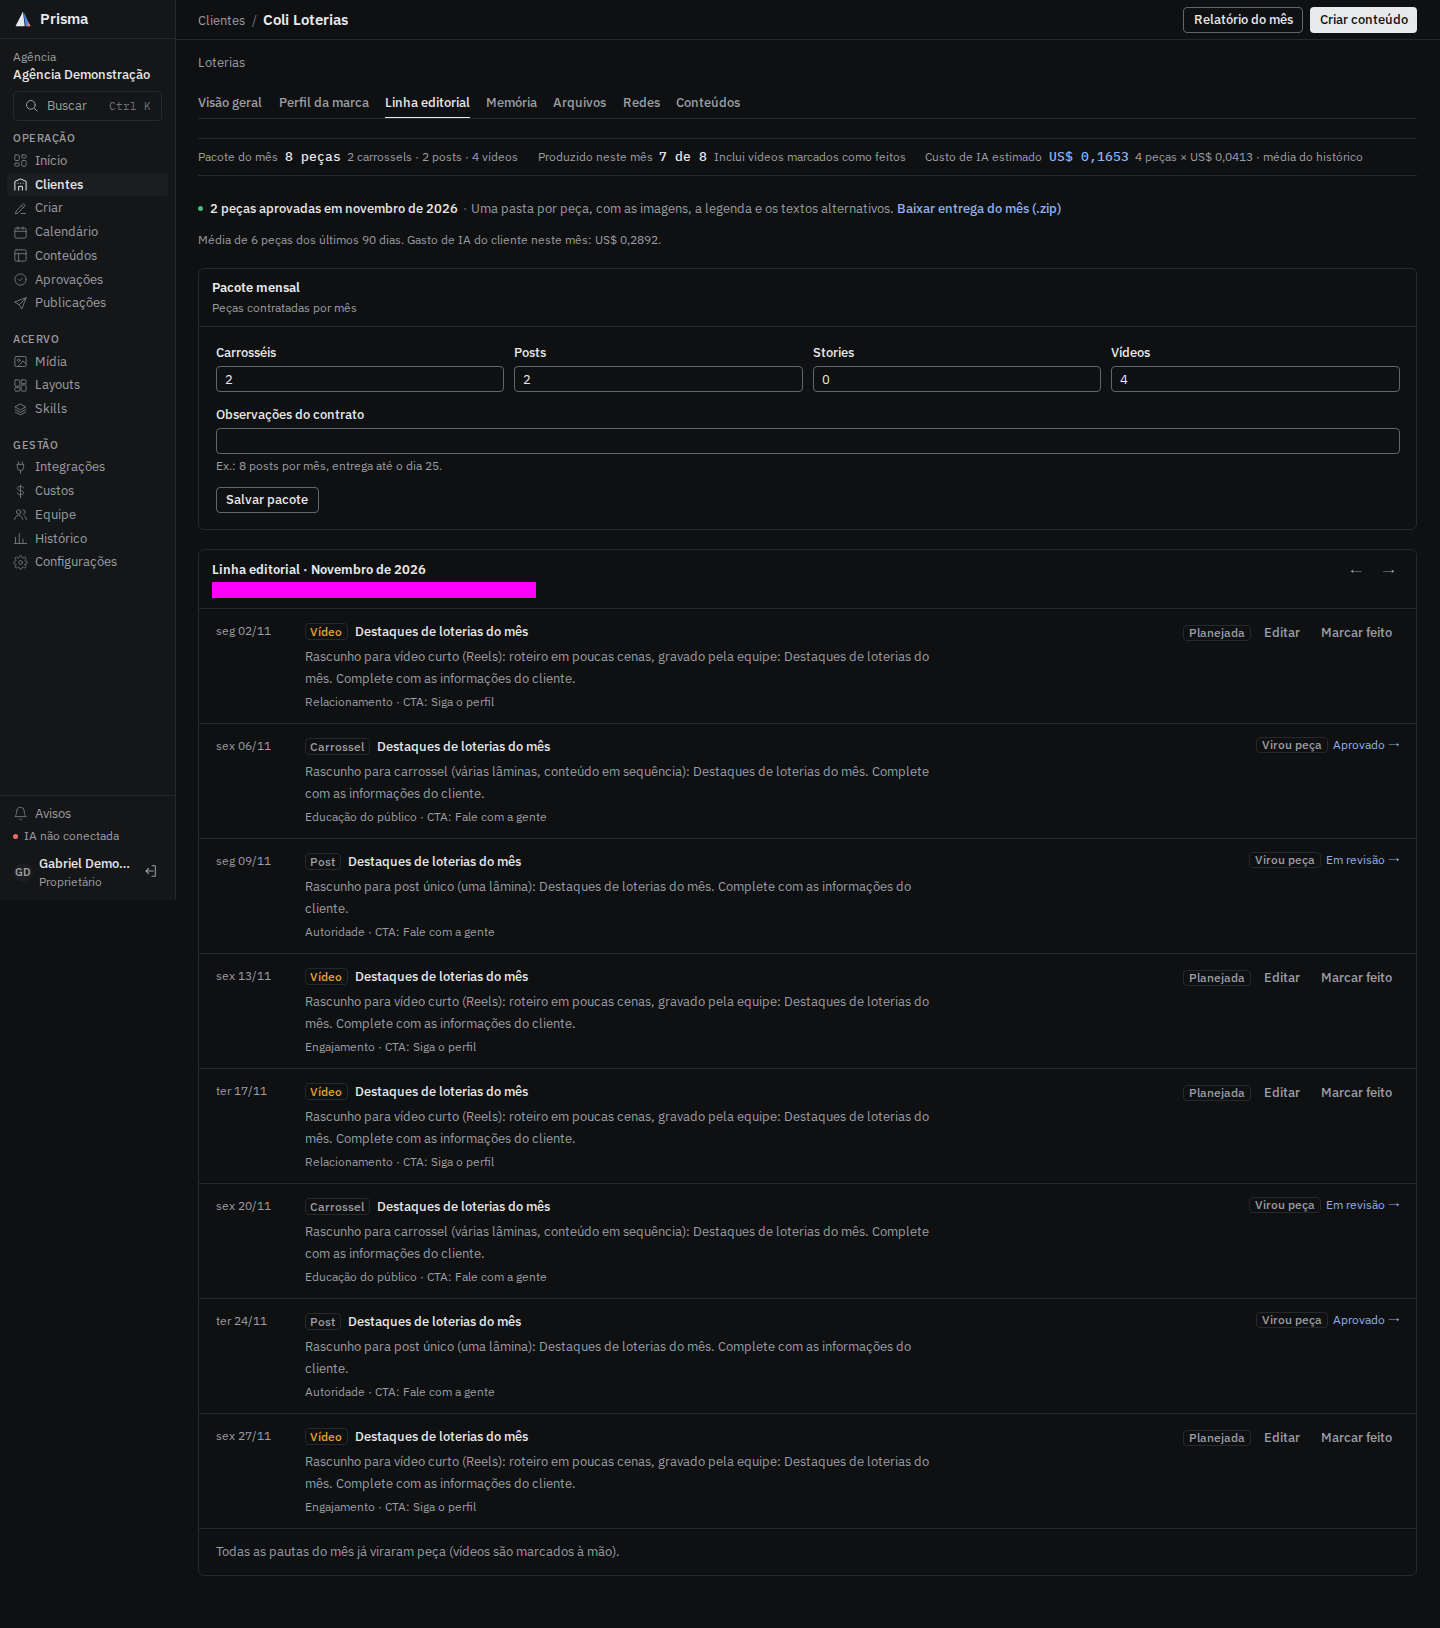 Prisma
Agência
Agência Demonstração
Buscar Ctrl K
OPERAÇÃO
Início
Clientes
Criar
Calendário
Conteúdos
Aprovações
Publicações
ACERVO
Mídia
Layouts
Skills
GESTÃO
Integrações
Custos
Equipe
Histórico
Configurações
Avisos
IA não conectada
GD
Gabriel Demo...
Proprietário
Clientes / Coli Loterias
Relatório do mês
Criar conteúdo
Loterias
Visão geral Perfil da marca Linha editorial Memória Arquivos Redes Conteúdos
Pacote do mês 8 peças 2 carrosséis · 2 posts · 4 vídeos Produzido neste mês 7 de 8 Inclui vídeos marcados como feitos Custo de IA estimado US$ 0,1653 4 peças × US$ 0,0413 · média do histórico
2 peças aprovadas em novembro de 2026 · Uma pasta por peça, com as imagens, a legenda e os textos alternativos. Baixar entrega do mês (.zip)
Média de 6 peças dos últimos 90 dias. Gasto de IA do cliente neste mês: US$ 0,2892.
Pacote mensal
Peças contratadas por mês
Carrosséis Posts Stories Vídeos
2 2 0 4
Observações do contrato
Ex.: 8 posts por mês, entrega até o dia 25.
Salvar pacote
Linha editorial · Novembro de 2026 ← →
seg 02/11 Vídeo Destaques de loterias do mês Planejada Editar Marcar feito
Rascunho para vídeo curto (Reels): roteiro em poucas cenas, gravado pela equipe: Destaques de loterias do
mês. Complete com as informações do cliente.
Relacionamento · CTA: Siga o perfil
sex 06/11 Carrossel Destaques de loterias do mês Virou peça Aprovado →
Rascunho para carrossel (várias lâminas, conteúdo em sequência): Destaques de loterias do mês. Complete
com as informações do cliente.
Educação do público · CTA: Fale com a gente
seg 09/11 Post Destaques de loterias do mês Virou peça Em revisão →
Rascunho para post único (uma lâmina): Destaques de loterias do mês. Complete com as informações do
cliente.
Autoridade · CTA: Fale com a gente
sex 13/11 Vídeo Destaques de loterias do mês Planejada Editar Marcar feito
Rascunho para vídeo curto (Reels): roteiro em poucas cenas, gravado pela equipe: Destaques de loterias do
mês. Complete com as informações do cliente.
Engajamento · CTA: Siga o perfil
ter 17/11 Vídeo Destaques de loterias do mês Planejada Editar Marcar feito
Rascunho para vídeo curto (Reels): roteiro em poucas cenas, gravado pela equipe: Destaques de loterias do
mês. Complete com as informações do cliente.
Relacionamento · CTA: Siga o perfil
sex 20/11 Carrossel Destaques de loterias do mês Virou peça Em revisão →
Rascunho para carrossel (várias lâminas, conteúdo em sequência): Destaques de loterias do mês. Complete
com as informações do cliente.
Educação do público · CTA: Fale com a gente
ter 24/11 Post Destaques de loterias do mês Virou peça Aprovado →
Rascunho para post único (uma lâmina): Destaques de loterias do mês. Complete com as informações do
cliente.
Autoridade · CTA: Fale com a gente
sex 27/11 Vídeo Destaques de loterias do mês Planejada Editar Marcar feito
Rascunho para vídeo curto (Reels): roteiro em poucas cenas, gravado pela equipe: Destaques de loterias do
mês. Complete com as informações do cliente.
Engajamento · CTA: Siga o perfil
Todas as pautas do mês já viraram peça (vídeos são marcados à mão).